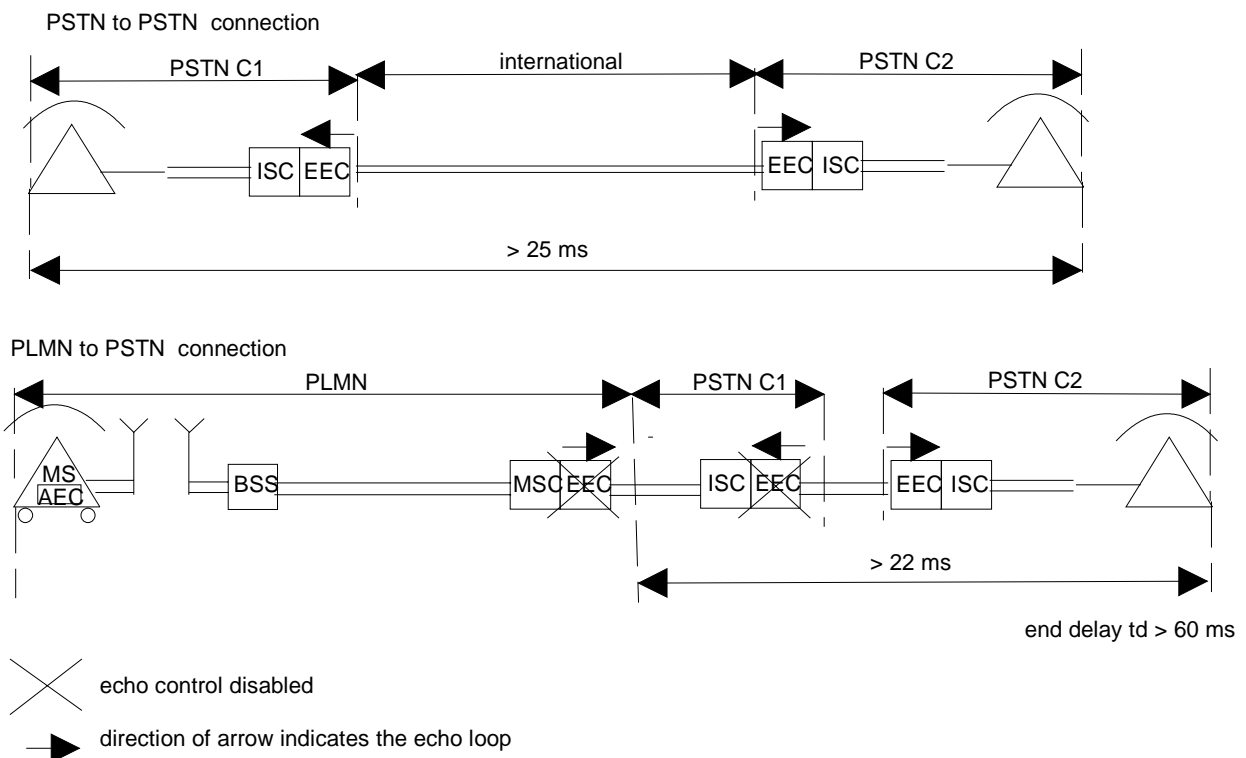 PSTN to PSTN connection
PSTN C1
international
PSTN C2
ISC EEC
EEC ISC
> 25 ms
PLMN to PSTN connection
PLMN
PSTN C1
PSTN C2
MS
AEC
BSS
MSC EEC
ISC EEC
EEC ISC
> 22 ms
end delay td > 60 ms
echo control disabled
direction of arrow indicates the echo loop